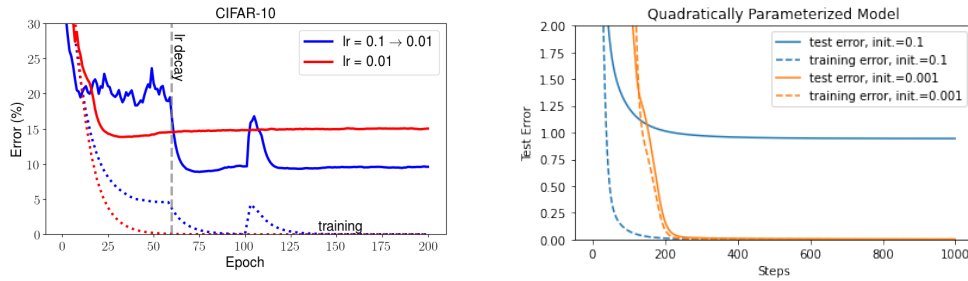 CIFAR-10
30
25
20
15
10
5
0
Error (%)
lr = 0.1 → 0.01
lr = 0.01
lr decay
training
0 25 50 75 100 125 150 175 200
Epoch
Quadratically Parameterized Model
2.00
1.75
1.50
1.25
1.00
0.75
0.50
0.25
0.00
Test Error
test error, init.=0.1
training error, init.=0.1
test error, init.=0.001
training error, init.=0.001
0 200 400 600 800 1000
Steps